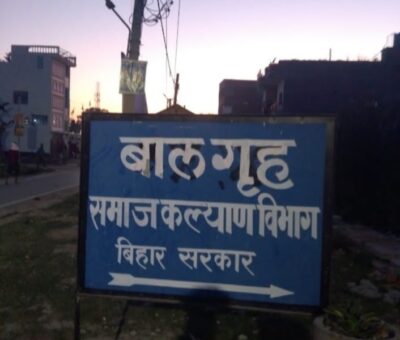 बाल गृह
समाज कल्याण विभाग
बिहार सरकार